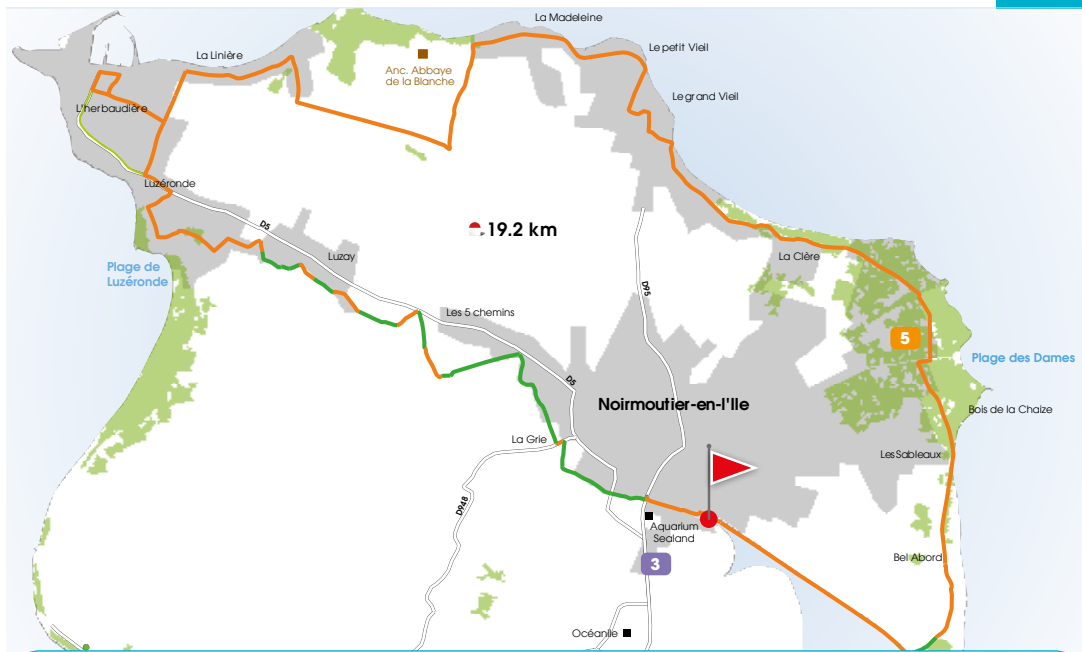 La Madeleine
Le petit Vieil
La Linière
Anc. Abbaye
de la Blanche
Le grand Vieil
L'herbaudière
Luzéronde
D5
19.2 km
Luzay
La Clère
Plage de
Luzéronde
D95
Les 5 chemins
5
Plage des Dames
D5
Noirmoutier-en-l'Ile
Bois de la Chaize
La Grie
Les Sableaux
D948
Aquarium
Sealand
Bel Abord
3
Océanile